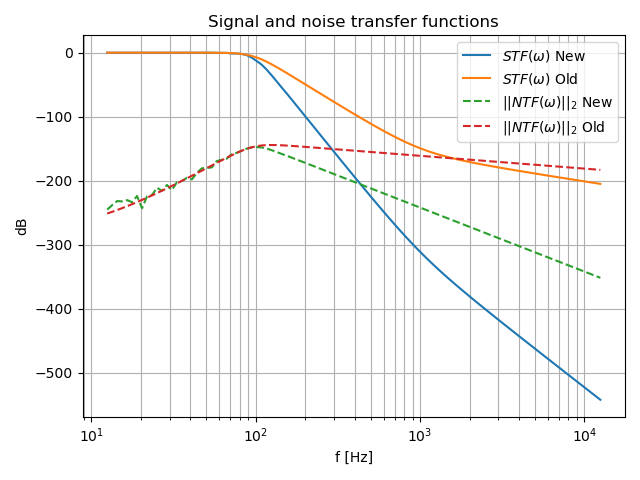 Signal and noise transfer functions
STF(ω) New
STF(ω) Old
||NTF(ω)||₂ New
||NTF(ω)||₂ Old
dB
0
−100
−200
−300
−400
−500
10¹ 10² 10³ 10⁴
f [Hz]